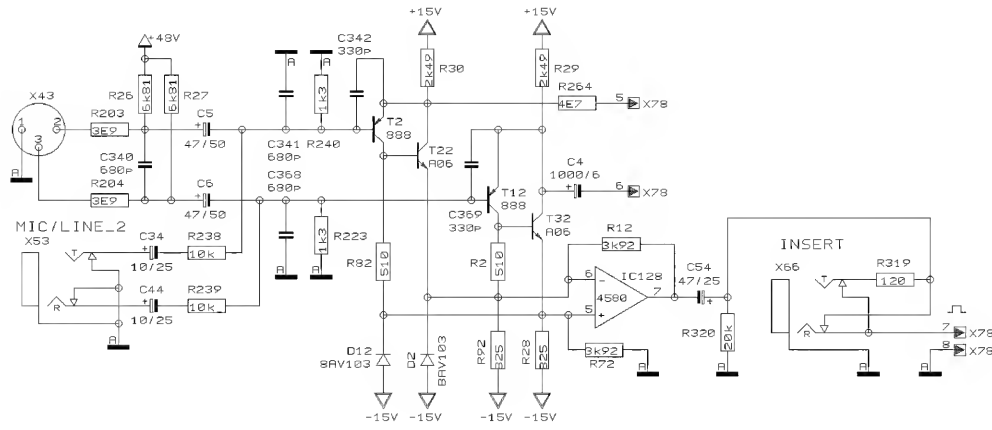 +15V
+15V
+48V
C342
330p
A
A
2k49
R30
2k49
R29
R264
4E7
5
X78
X43
R26
6k81
6k81
R27
1k3
R203
C5
1
2
3
3E9
+
47/50
T2
888
C341
680p
R240
T22
A06
C340
680p
C368
680p
C4
1000/6
+
6
X78
R204
C6
T12
888
A
3E9
+
47/50
C369
330p
T32
A06
MIC/LINE_2
X53
C34
R238
1k3
R223
R12
3k92
INSERT
T
+
10/25
10k
R82
510
R2
510
IC128
C54
47/25
X66
R319
120
T
C44
R239
A
6
-
4580
7
+
R
+
10/25
10k
5
+
R320
20k
R
7
X78
A
D12
8AV103
D2
8AV103
R92
825
R28
825
3k92
R72
A
A
A
A
8
X78
-15V
-15V
-15V
-15V